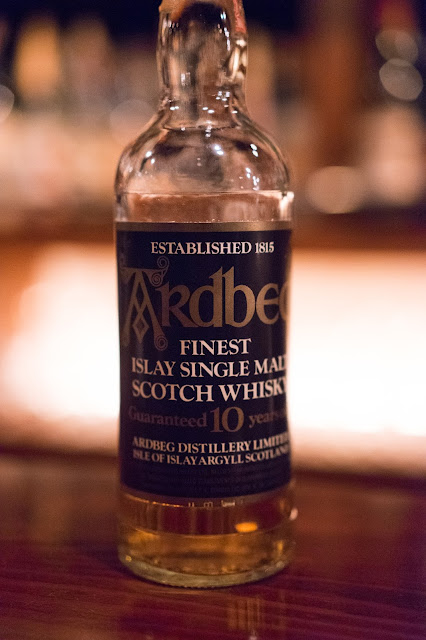 ESTABLISHED 1815
Ardbeg
FINEST
ISLAY SINGLE MALT
SCOTCH WHISKY
Guaranteed 10 years
ARDBEG DISTILLERY LIMITED
ISLE OF ISLAY ARGYLL SCOTLAND